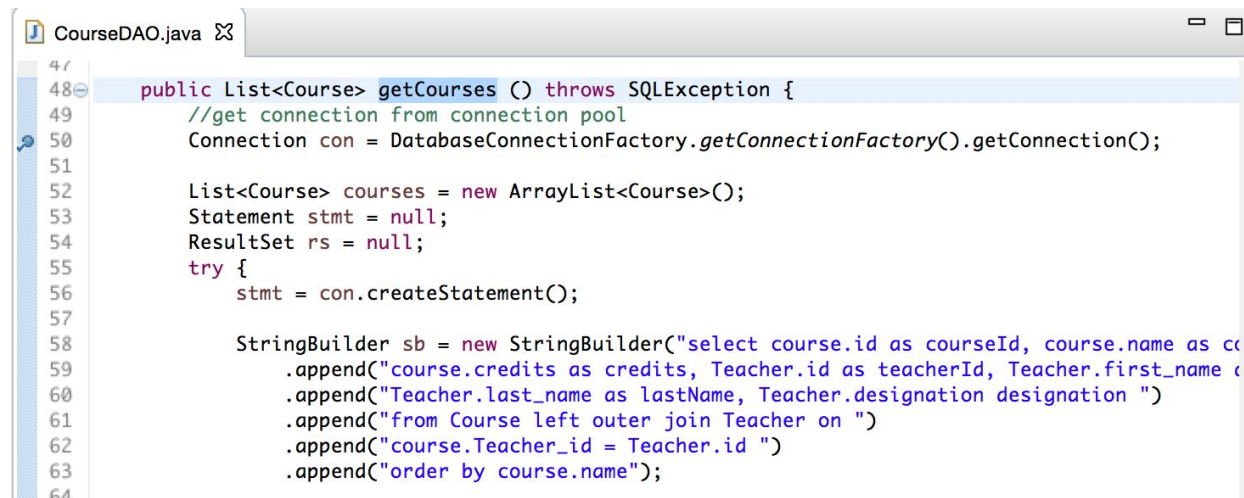 CourseDAO.java
47
48 public List<Course> getCourses () throws SQLException {
49 //get connection from connection pool
50 Connection con = DatabaseConnectionFactory.getConnectionFactory().getConnection();
51
52 List<Course> courses = new ArrayList<Course>();
53 Statement stmt = null;
54 ResultSet rs = null;
55 try {
56 stmt = con.createStatement();
57
58 StringBuilder sb = new StringBuilder("select course.id as courseId, course.name as
59 .append("course.credits as credits, Teacher.id as teacherId, Teacher.first_name
60 .append("Teacher.last_name as lastName, Teacher.designation designation ")
61 .append("from Course left outer join Teacher on ")
62 .append("course.Teacher_id = Teacher.id ")
63 .append("order by course.name");
64